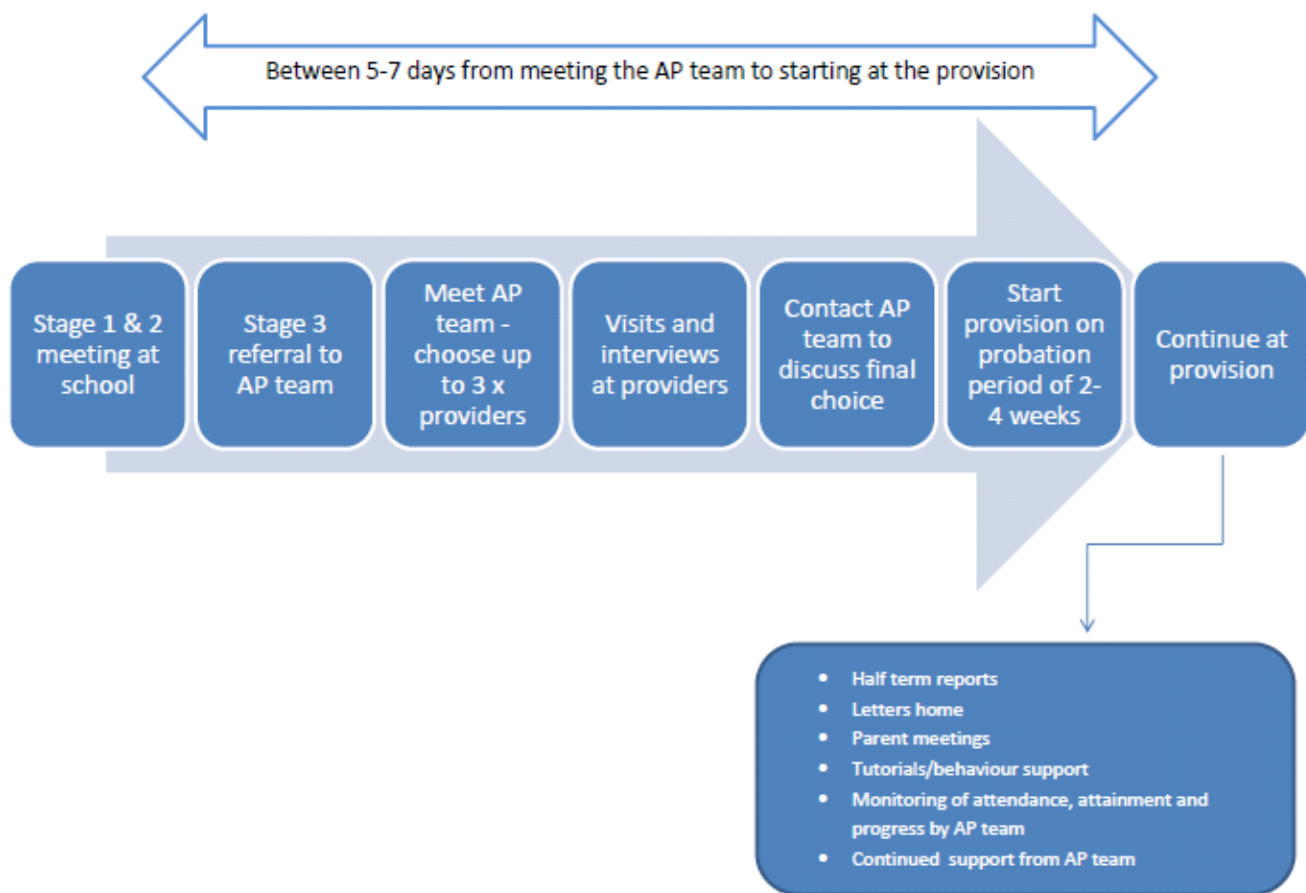 Between 5-7 days from meeting the AP team to starting at the provision
Stage 1 & 2
meeting at
school
Stage 3
referral to
AP team
Meet AP
team -
choose up
to 3 x
providers
Visits and
interviews
at providers
Contact AP
team to
discuss final
choice
Start
provision on
probation
period of 2-
4 weeks
Continue at
provision
• Half term reports
• Letters home
• Parent meetings
• Tutorials/behaviour support
• Monitoring of attendance, attainment and
progress by AP team
• Continued support from AP team